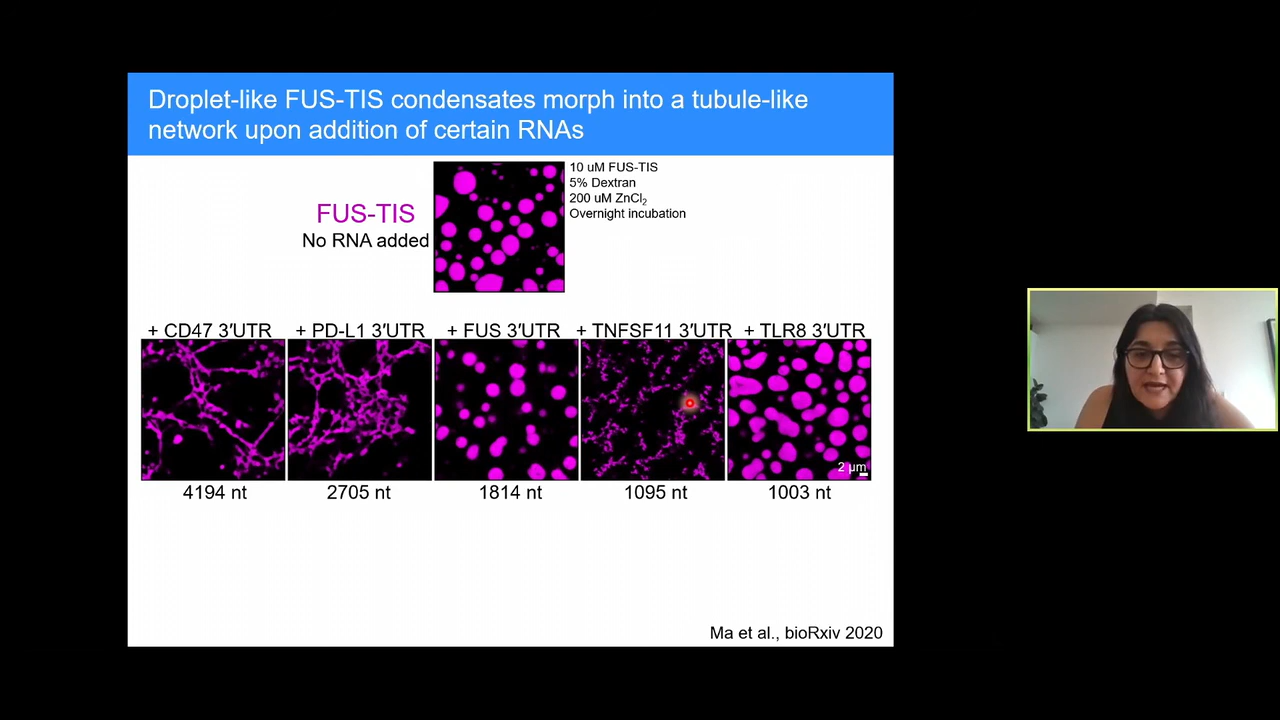 Droplet-like FUS-TIS condensates morph into a tubule-like
network upon addition of certain RNAs
10 uM FUS-TIS
5% Dextran
200 uM ZnCl₂
Overnight incubation
FUS-TIS
No RNA added
+ CD47 3′UTR
+ PD-L1 3′UTR
+ FUS 3′UTR
+ TNFSF11 3′UTR
+ TLR8 3′UTR
2 µm
4194 nt
2705 nt
1814 nt
1095 nt
1003 nt
Ma et al., bioRxiv 2020